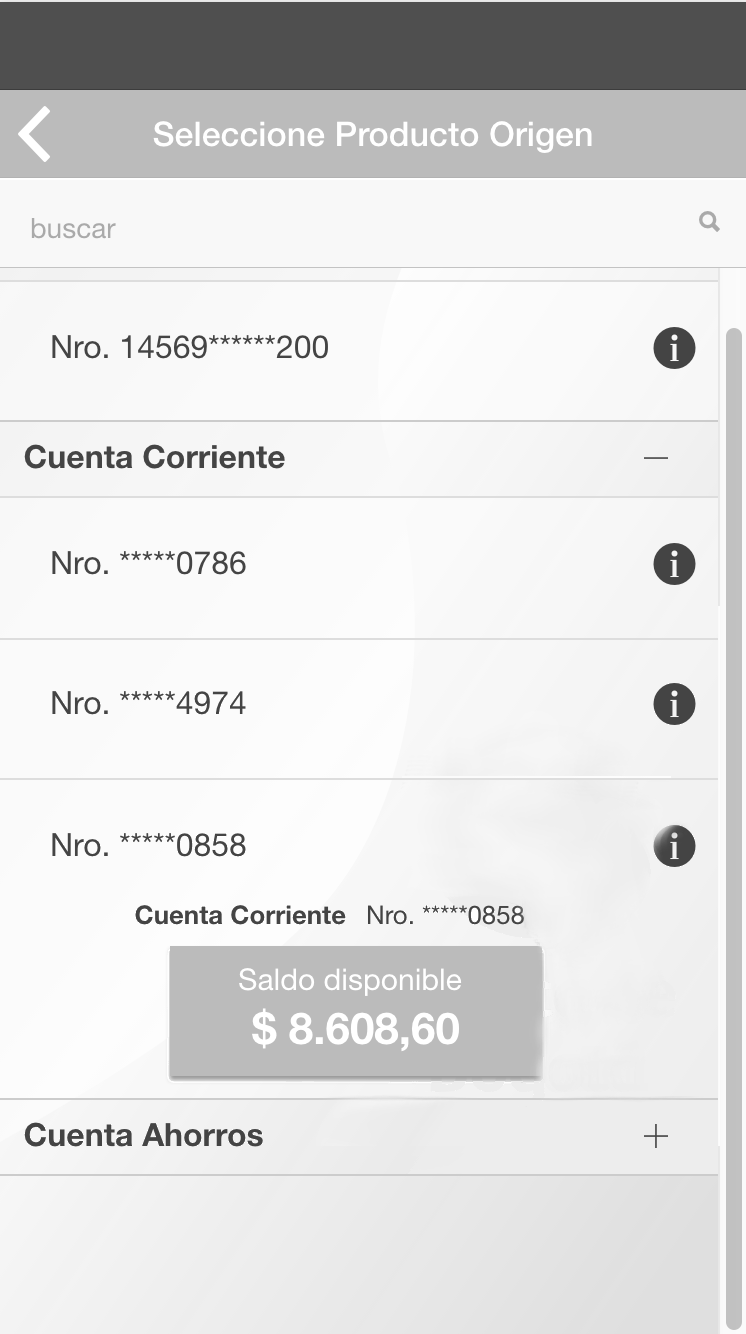 Seleccione Producto Origen
buscar
Nro. 14569******200
Cuenta Corriente
Nro. *****0786
Nro. *****4974
Nro. *****0858
Cuenta Corriente Nro. *****0858
Saldo disponible
$ 8.608,60
Cuenta Ahorros